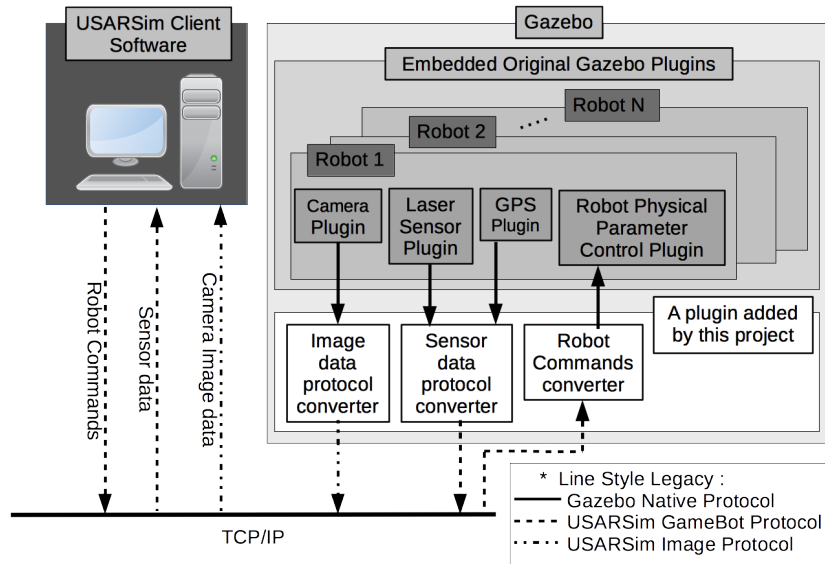 USARSim Client
Software
Gazebo
Embedded Original Gazebo Plugins
Robot N
Robot 2
Robot 1
Camera
Plugin
Laser
Sensor
Plugin
GPS
Plugin
Robot Physical
Parameter
Control Plugin
A plugin added
by this project
Image
data
protocol
converter
Sensor
data
protocol
converter
Robot
Commands
converter
Robot Commands
Sensor data
Camera Image data
TCP/IP
* Line Style Legacy :
Gazebo Native Protocol
USARSim GameBot Protocol
USARSim Image Protocol